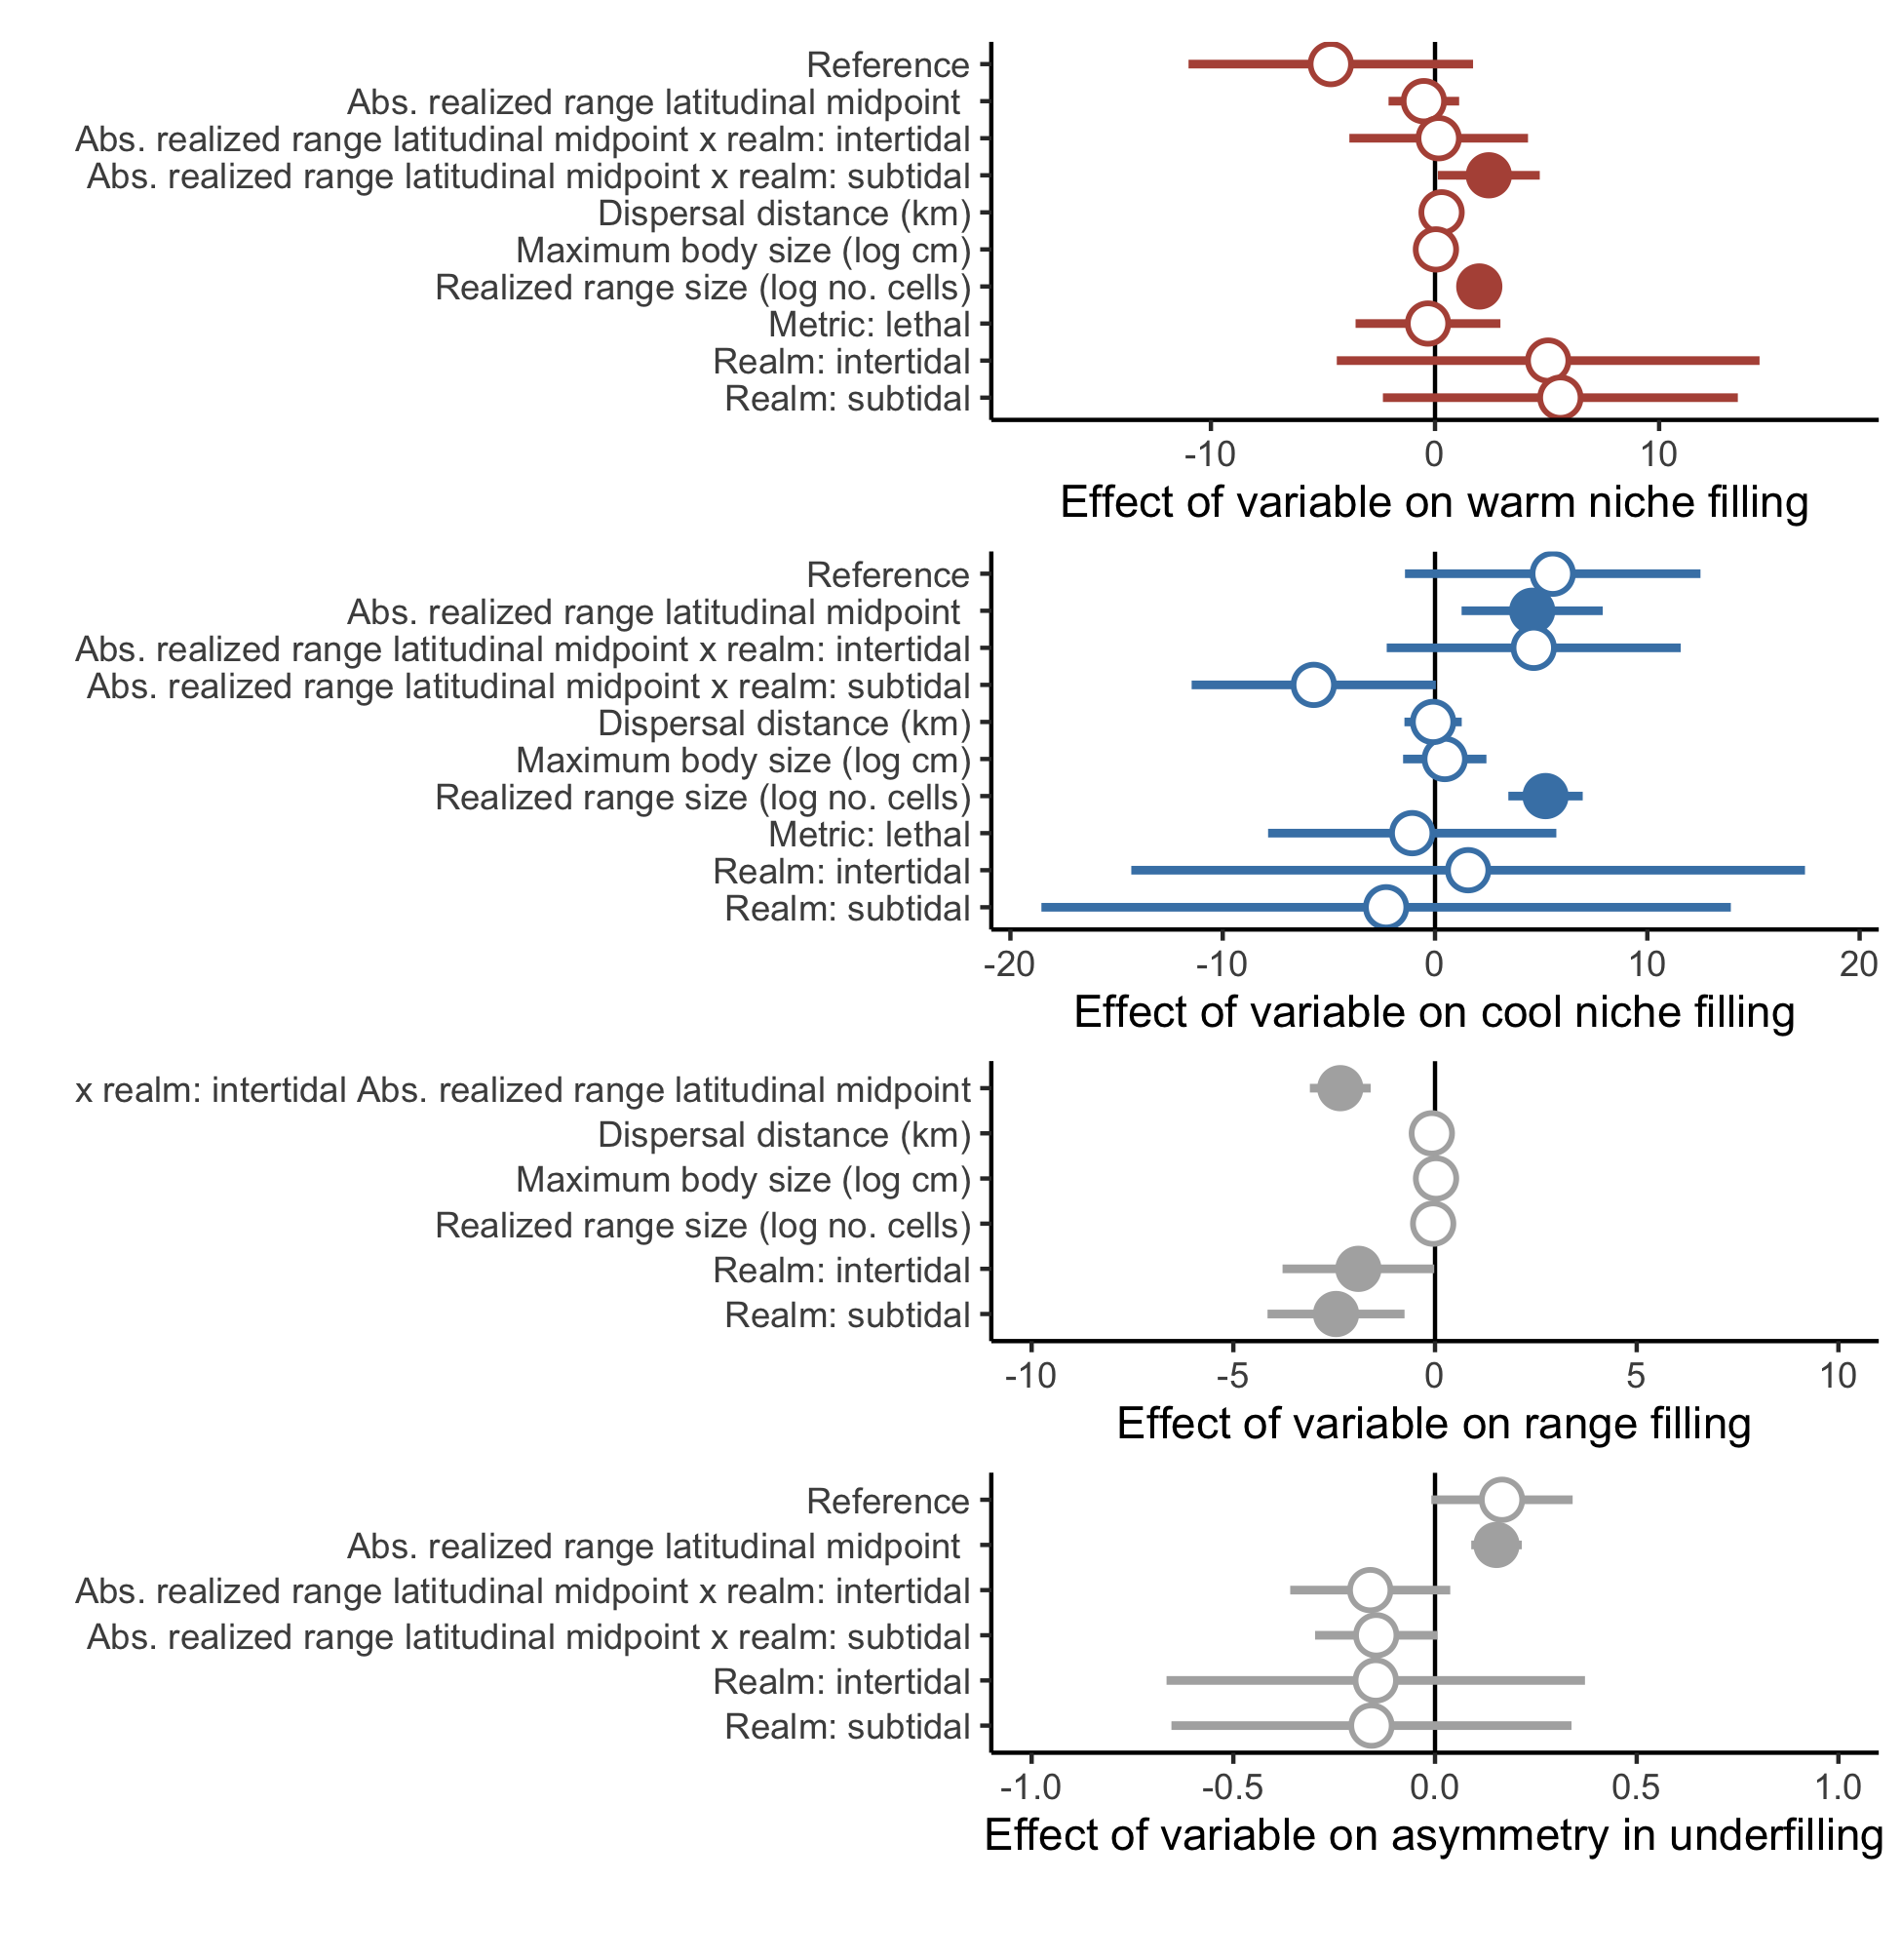 Reference
Abs. realized range latitudinal midpoint
Abs. realized range latitudinal midpoint x realm: intertidal
Abs. realized range latitudinal midpoint x realm: subtidal
Dispersal distance (km)
Maximum body size (log cm)
Realized range size (log no. cells)
Metric: lethal
Realm: intertidal
Realm: subtidal
-10 0 10
Effect of variable on warm niche filling
Reference
Abs. realized range latitudinal midpoint
Abs. realized range latitudinal midpoint x realm: intertidal
Abs. realized range latitudinal midpoint x realm: subtidal
Dispersal distance (km)
Maximum body size (log cm)
Realized range size (log no. cells)
Metric: lethal
Realm: intertidal
Realm: subtidal
-20 -10 0 10 20
Effect of variable on cool niche filling
x realm: intertidal Abs. realized range latitudinal midpoint
Dispersal distance (km)
Maximum body size (log cm)
Realized range size (log no. cells)
Realm: intertidal
Realm: subtidal
-10 -5 0 5 10
Effect of variable on range filling
Reference
Abs. realized range latitudinal midpoint
Abs. realized range latitudinal midpoint x realm: intertidal
Abs. realized range latitudinal midpoint x realm: subtidal
Realm: intertidal
Realm: subtidal
-1.0 -0.5 0.0 0.5 1.0
Effect of variable on asymmetry in underfilling